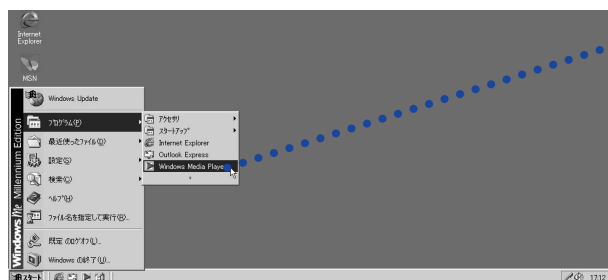 Internet
Explorer
MSN
Windows Me Millennium Edition
Windows Update
プログラム(P)
最近使ったファイル(D)
設定(S)
検索(C)
ヘルプ(H)
ファイル名を指定して実行(R)...
既定 のログオフ(L)...
Windows の終了(U)...
アクセサリ
スタートアップ
Internet Explorer
Outlook Express
Windows Media Player
スタート
17:12